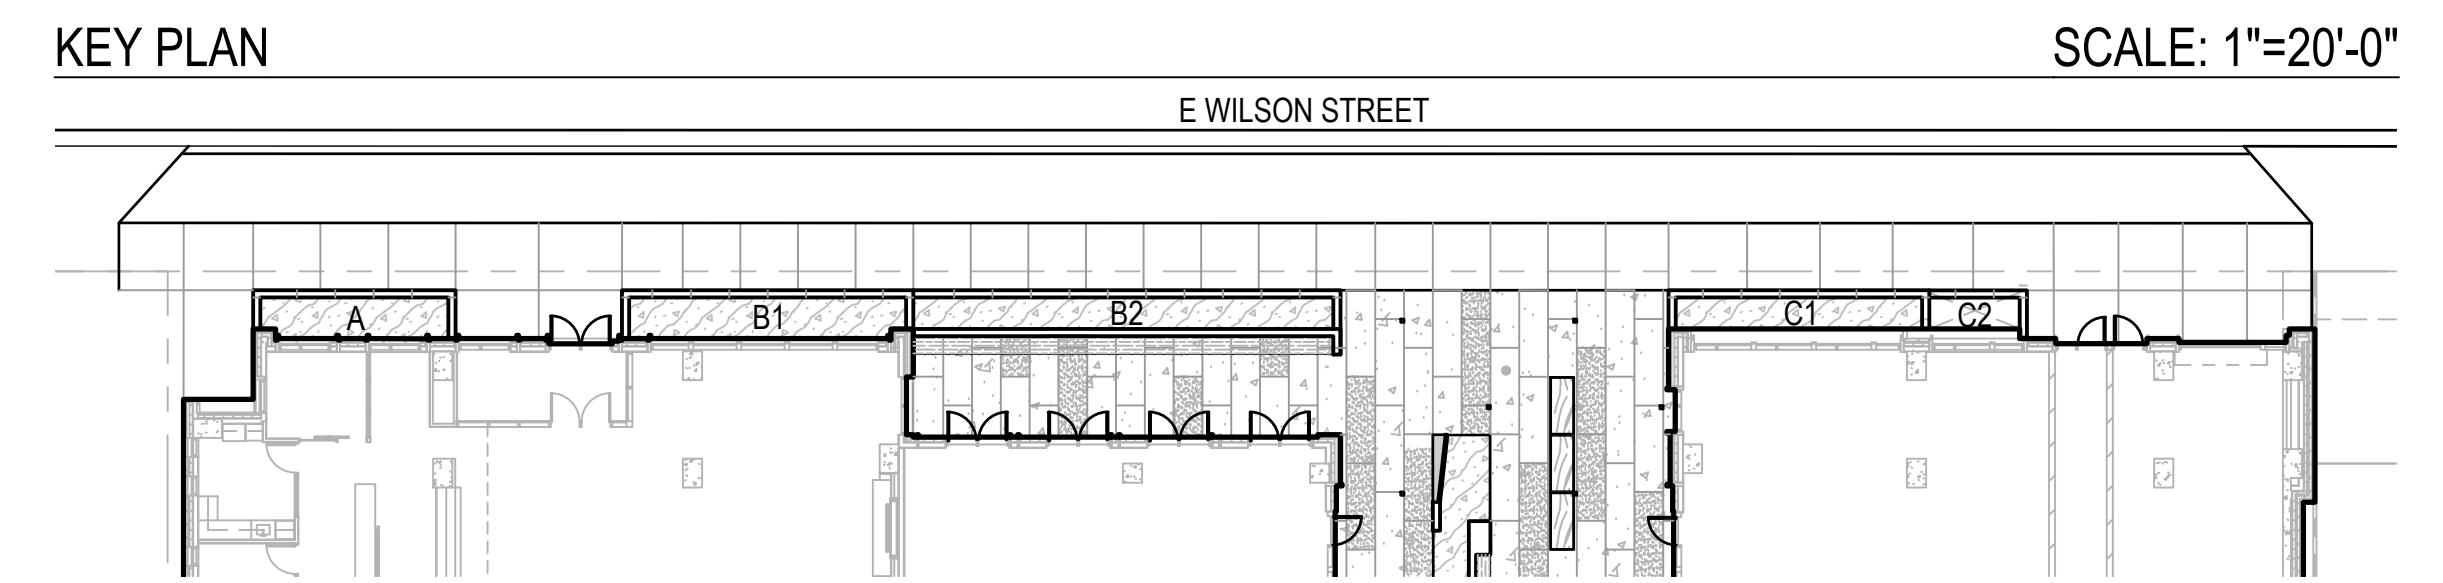 KEY PLAN
SCALE: 1"=20'-0"
E WILSON STREET
A
B1
B2
C1
C2